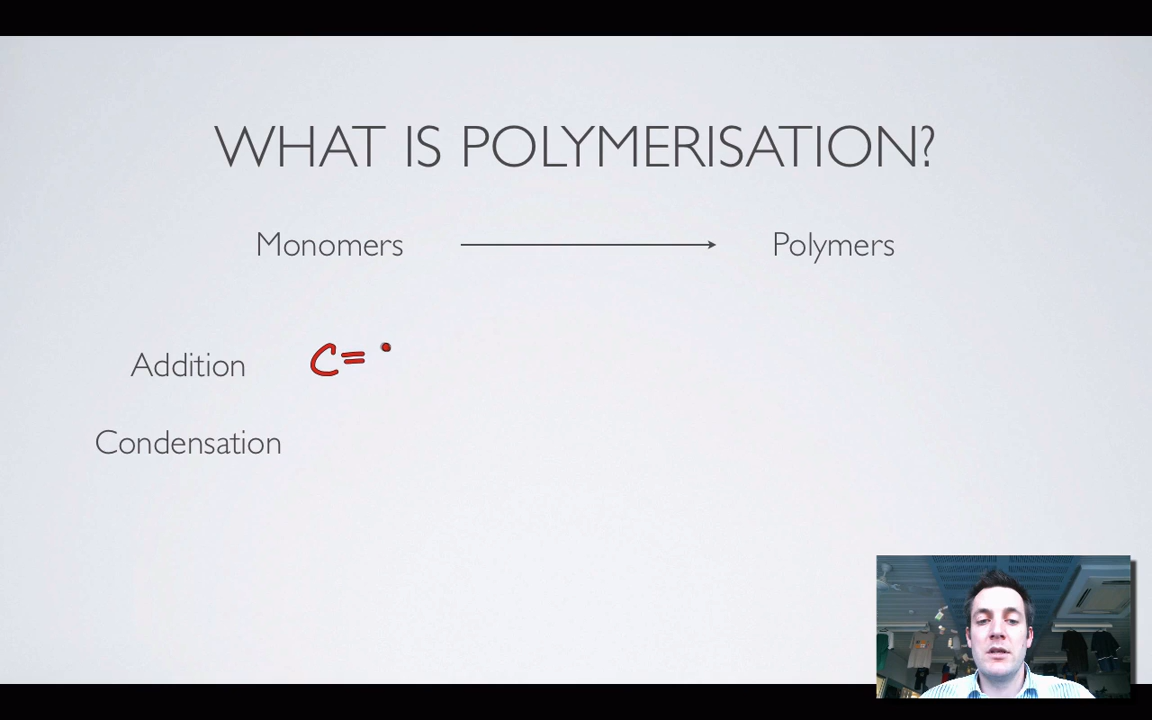 WHAT IS POLYMERISATION?
Monomers Polymers
Addition C=
Condensation